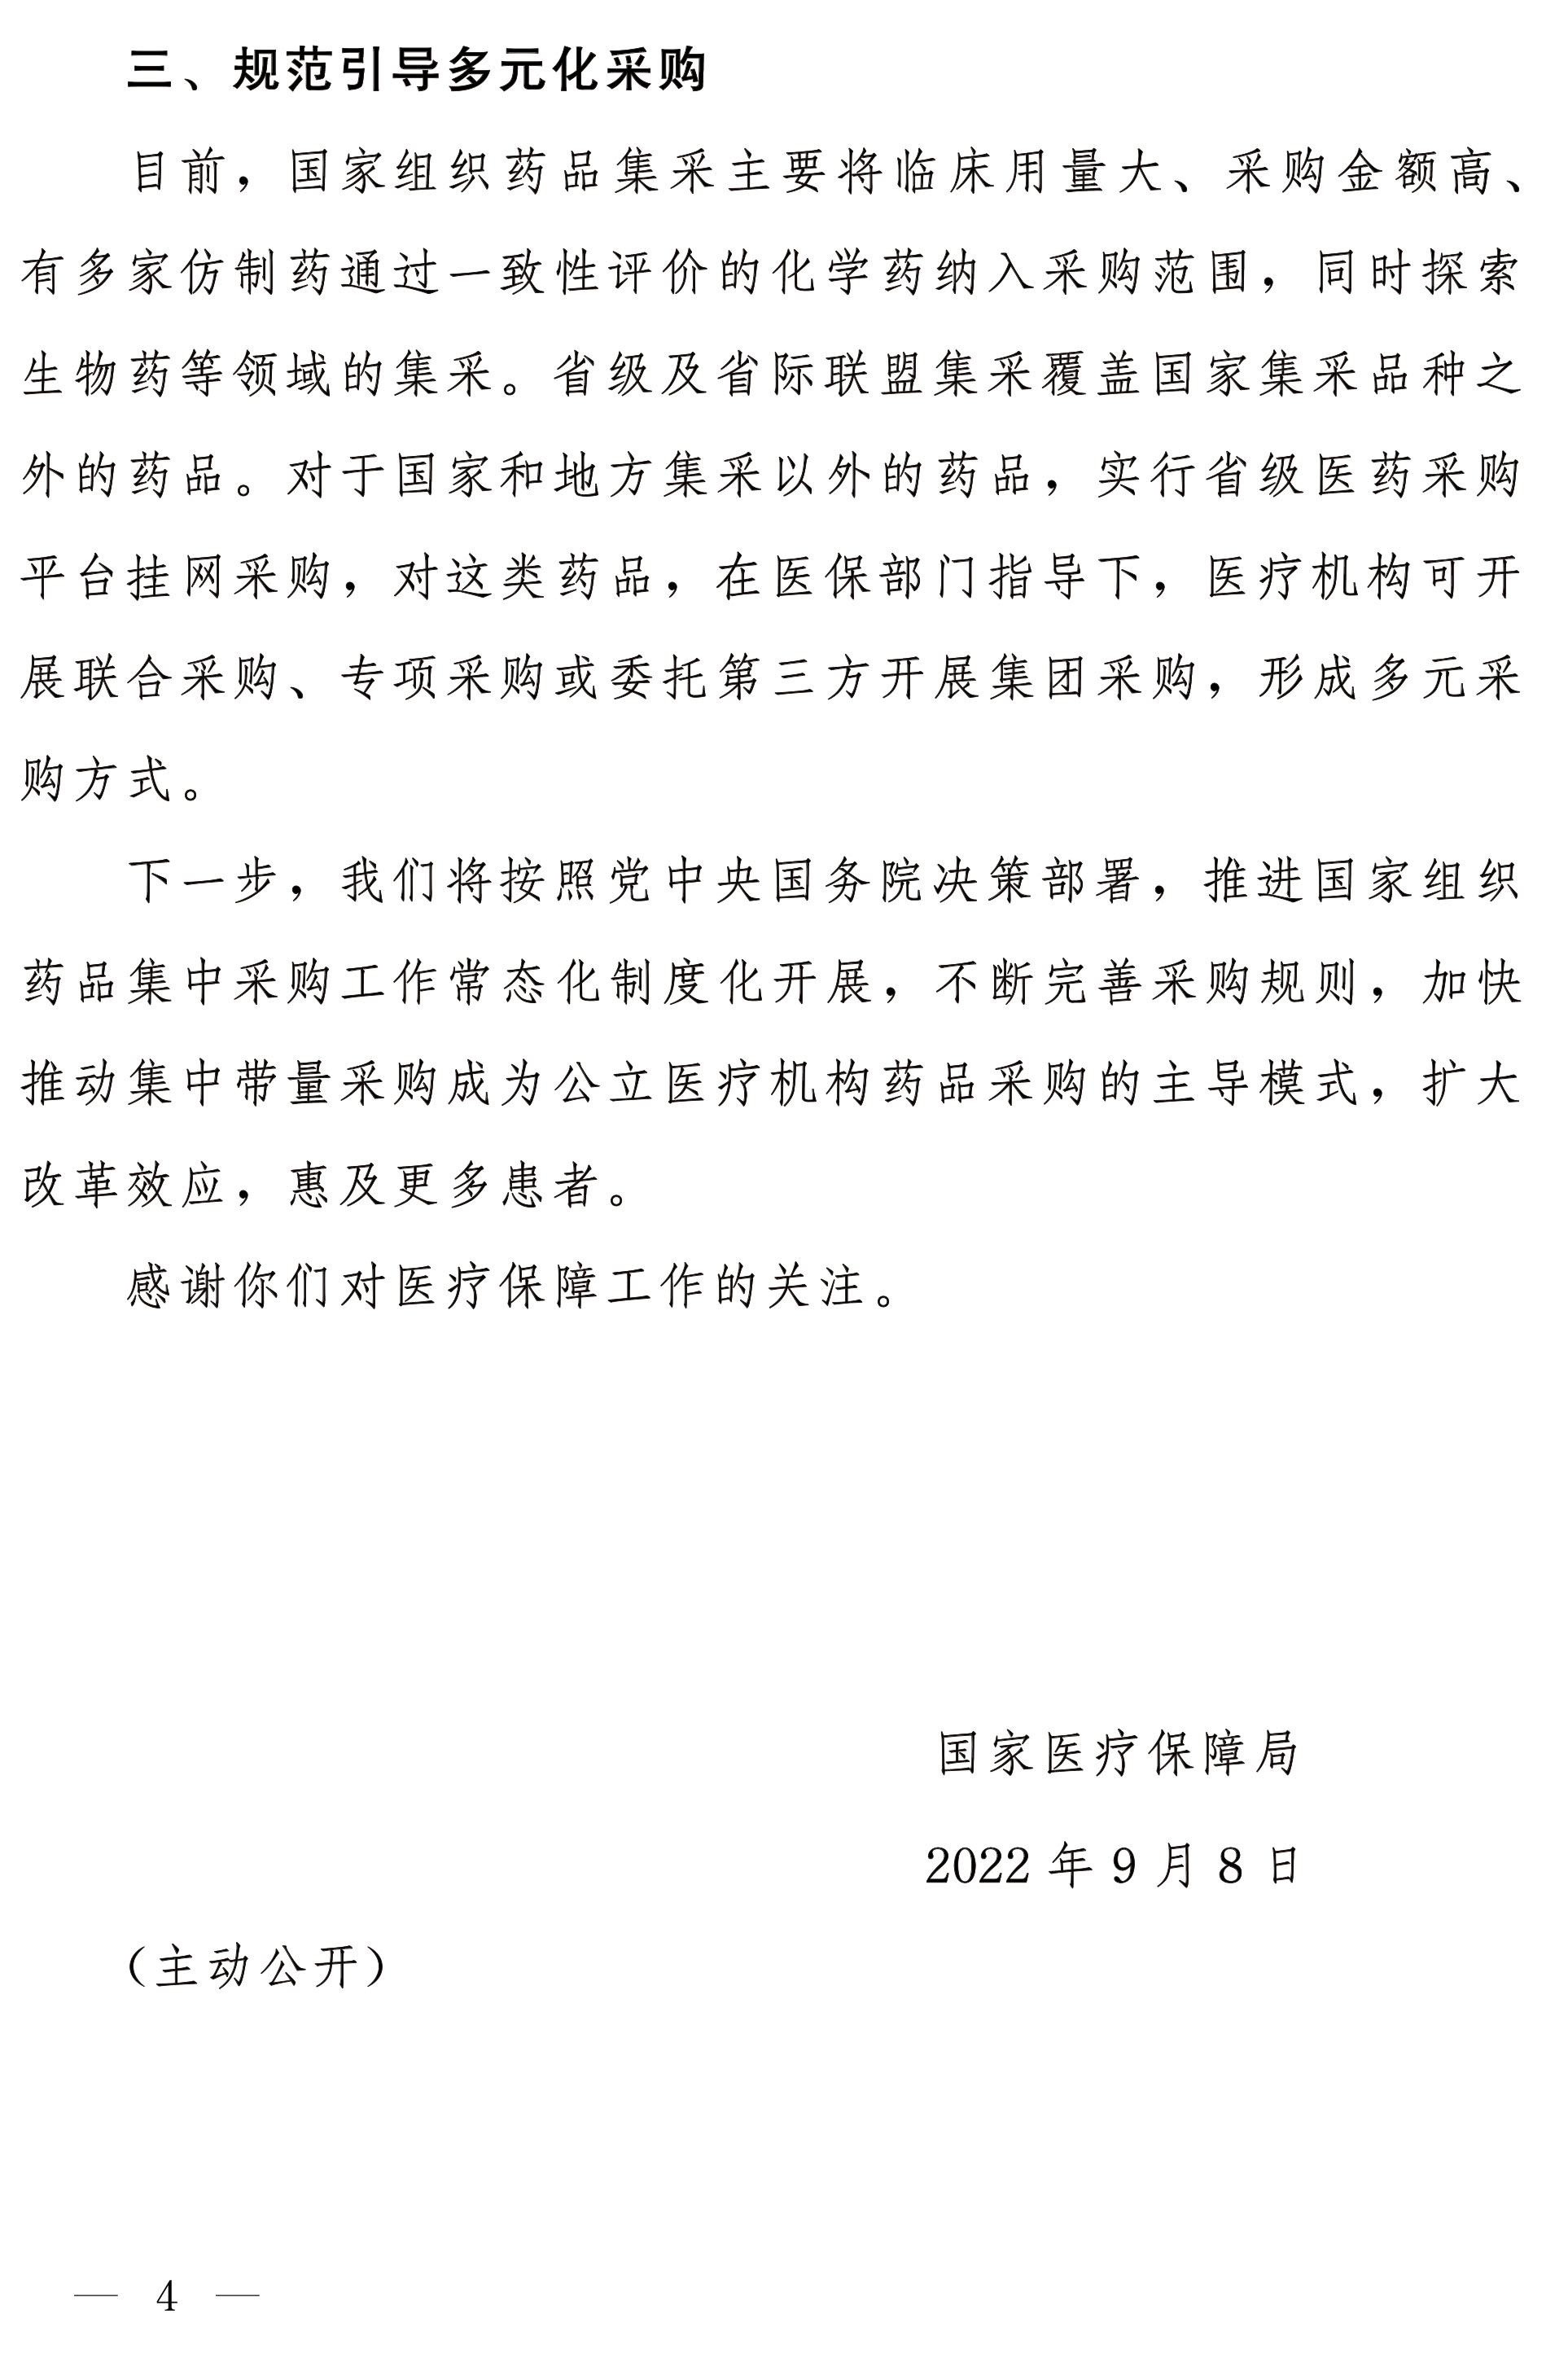 三、规范引导多元化采购
目前，国家组织药品集采主要将临床用量大、采购金额高、
有多家仿制药通过一致性评价的化学药纳入采购范围，同时探索
生物药等领域的集采。省级及省际联盟集采覆盖国家集采品种之
外的药品。对于国家和地方集采以外的药品，实行省级医药采购
平台挂网采购，对这类药品，在医保部门指导下，医疗机构可开
展联合采购、专项采购或委托第三方开展集团采购，形成多元采
购方式。
下一步，我们将按照党中央国务院决策部署，推进国家组织
药品集中采购工作常态化制度化开展，不断完善采购规则，加快
推动集中带量采购成为公立医疗机构药品采购的主导模式，扩大
改革效应，惠及更多患者。
感谢你们对医疗保障工作的关注。
国家医疗保障局
2022 年 9 月 8 日
（主动公开）
— 4 —